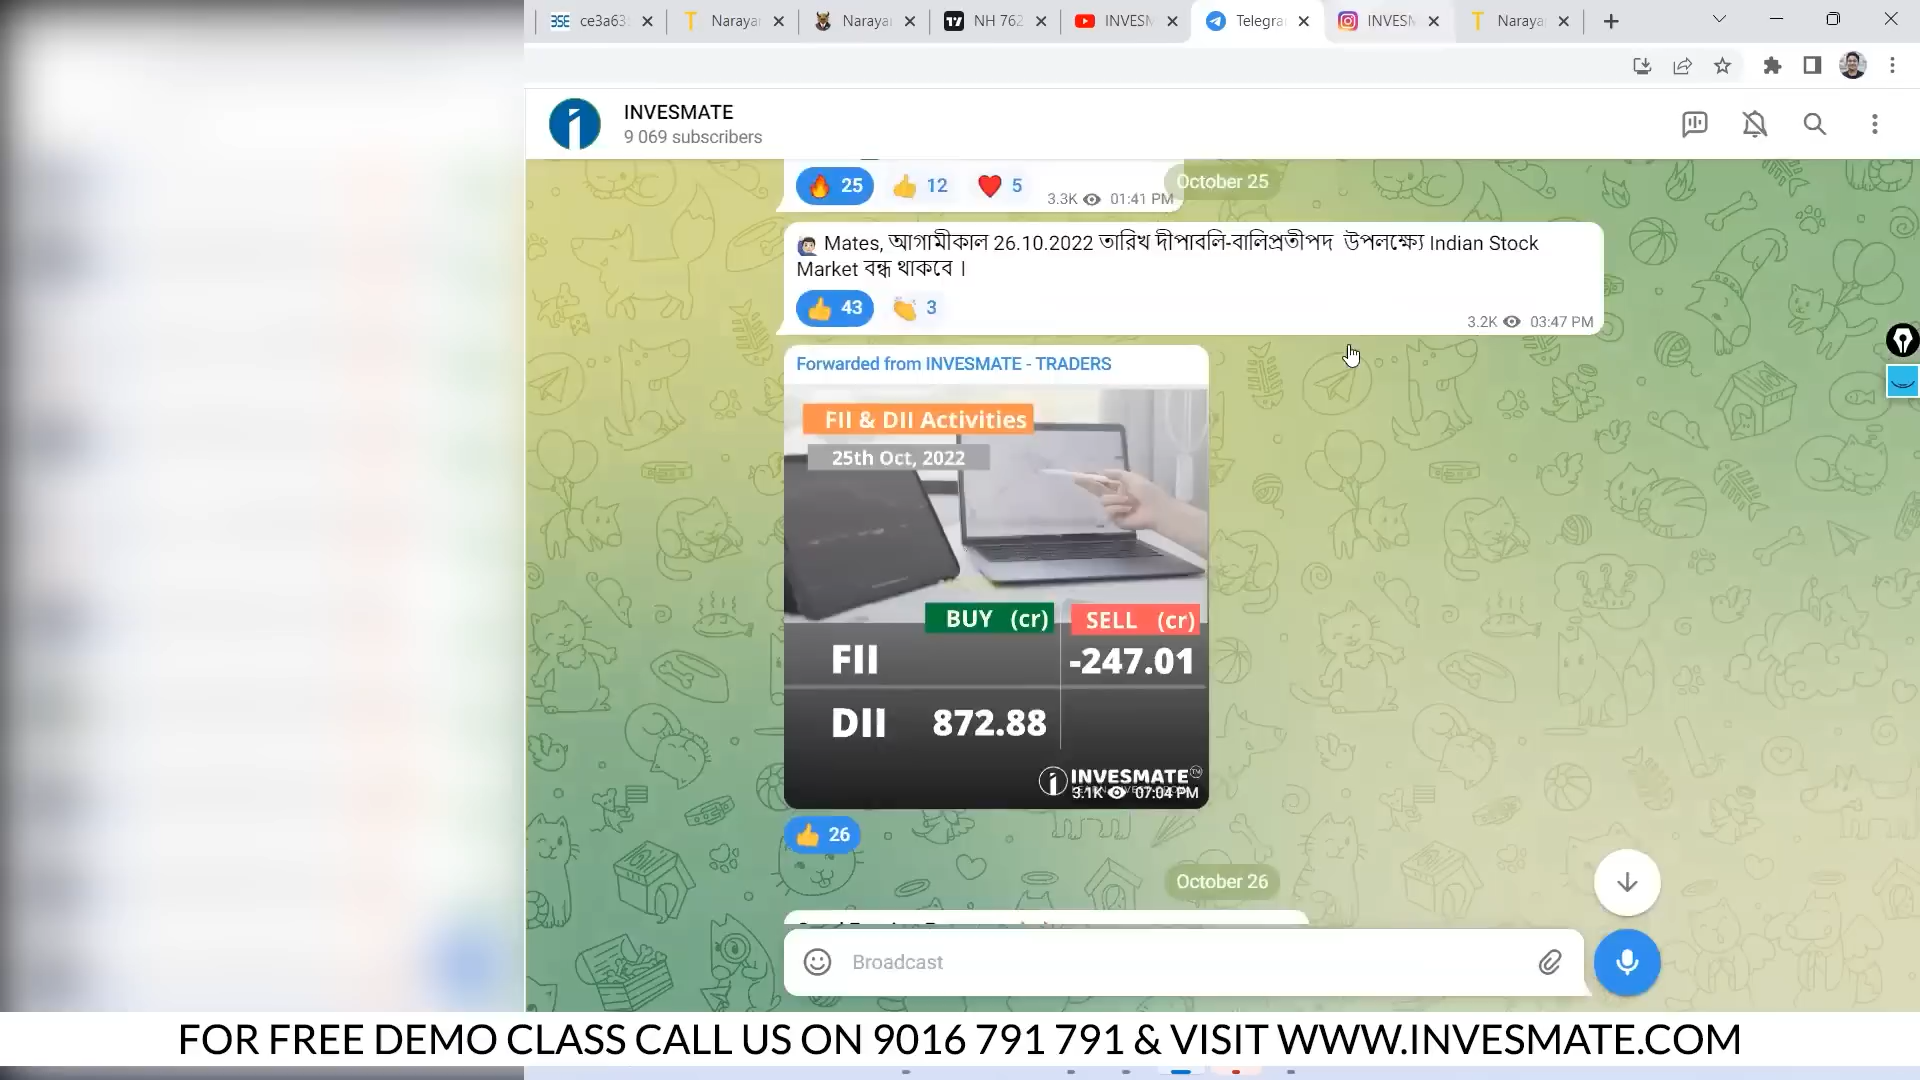 ce3a63
Naraya
Naraya
NH 762
INVESM
Telegra
INVESM
Naraya
INVESMATE
9 069 subscribers
25 12 5 3.3K 01:41 PM
October 25
Mates, আগামীকাল 26.10.2022 তারিখ দীপাবলি-বালিপ্রতীপদ উপলক্ষ্যে Indian Stock
Market বন্ধ থাকবে ।
43 3
3.2K 03:47 PM
Forwarded from INVESMATE - TRADERS
FII & DII Activities
25th Oct, 2022
BUY (cr) SELL (cr)
FII -247.01
DII 872.88
INVESMATE
3.1K 07:04 PM
26
October 26
Broadcast
FOR FREE DEMO CLASS CALL US ON 9016 791 791 & VISIT WWW.INVESMATE.COM